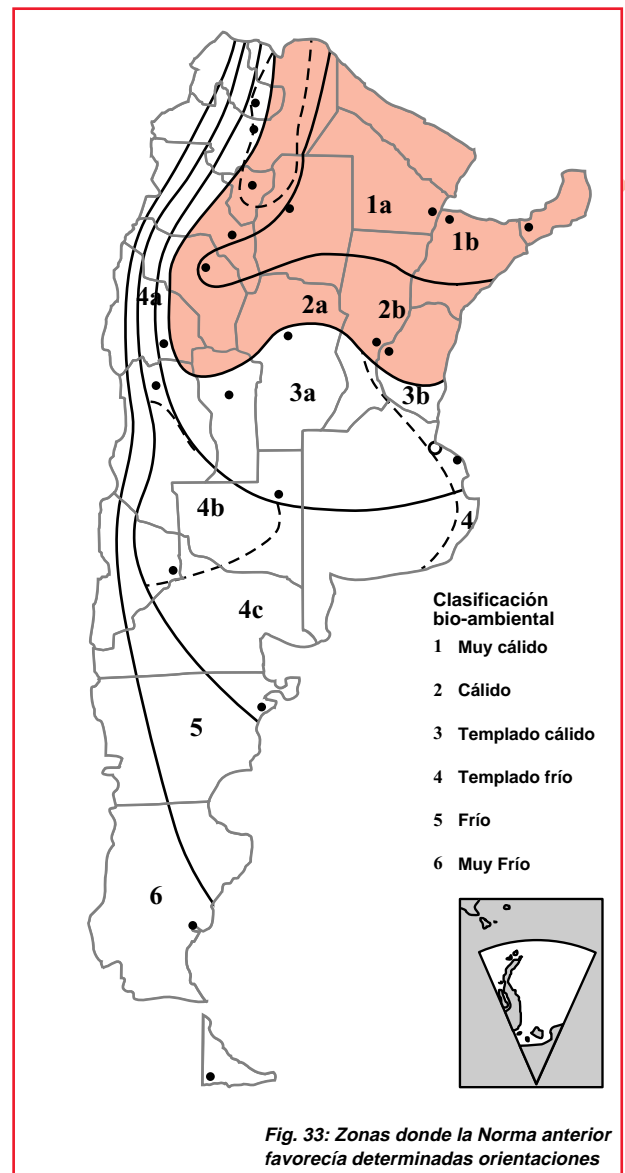 1a
1b
4a
2a
2b
3a
3b
4b
4
4c
5
6
Clasificación
bio-ambiental
1 Muy cálido
2 Cálido
3 Templado cálido
4 Templado frío
5 Frío
6 Muy Frío
Fig. 33: Zonas donde la Norma anterior
favorecía determinadas orientaciones